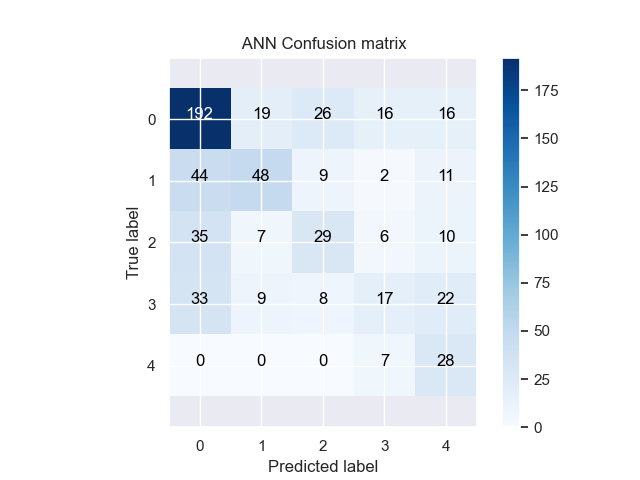 ANN Confusion matrix
0 192 19 26 16 16
1 44 48 9 2 11
2 35 7 29 6 10
3 33 9 8 17 22
4 0 0 0 7 28
0 1 2 3 4
True label
Predicted label
175
150
125
100
75
50
25
0